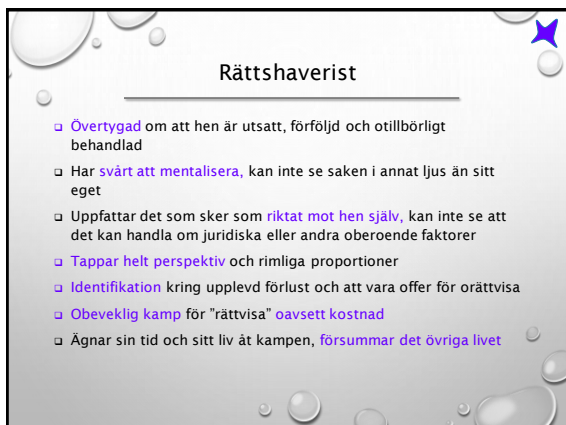 Rättshaverist
Övertygad om att hen är utsatt, förföljd och otillbörligt
behandlad
Har svårt att mentalisera, kan inte se saken i annat ljus än sitt
eget
Uppfattar det som sker som riktat mot hen själv, kan inte se att
det kan handla om juridiska eller andra oberoende faktorer
Tappar helt perspektiv och rimliga proportioner
Identifikation kring upplevd förlust och att vara offer för orättvisa
Obeveklig kamp för ”rättvisa” oavsett kostnad
Ägnar sin tid och sitt liv åt kampen, försummar det övriga livet